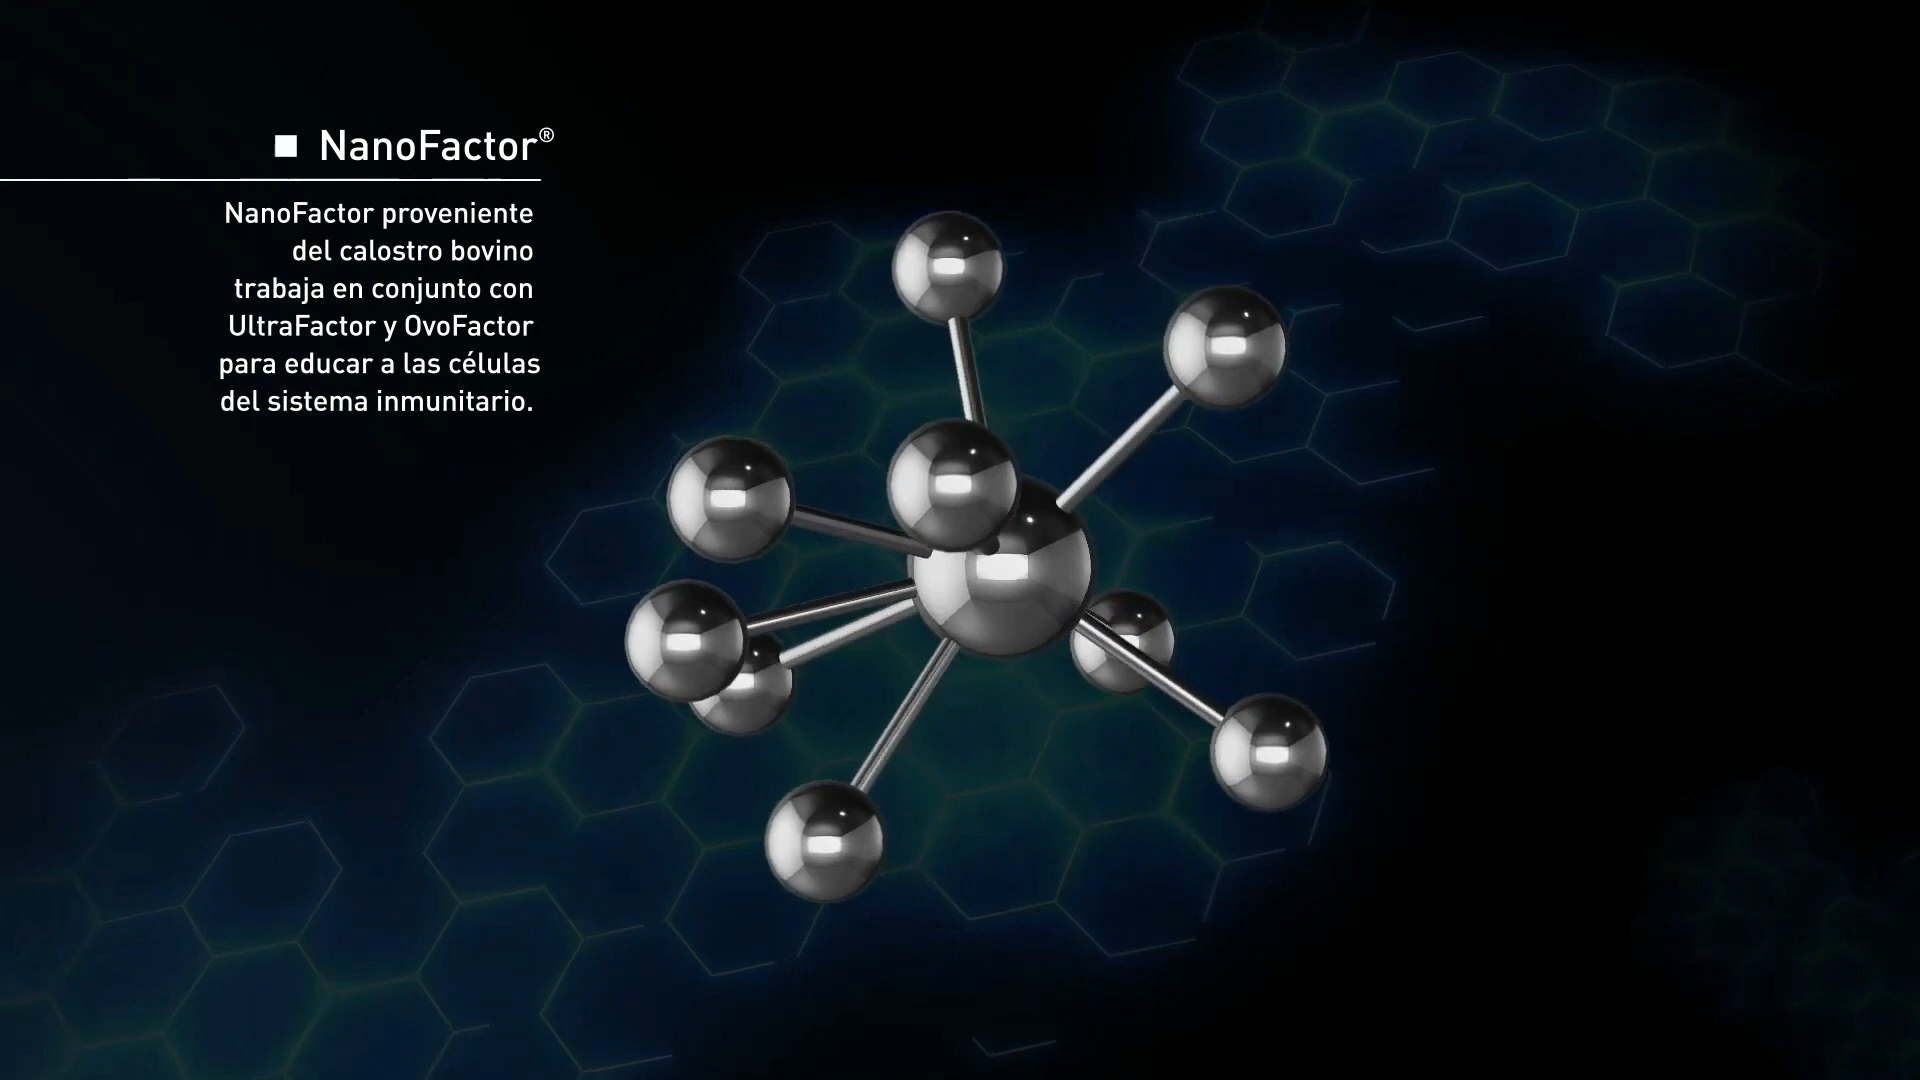 NanoFactor®
NanoFactor proveniente
del calostro bovino
trabaja en conjunto con
UltraFactor y OvoFactor
para educar a las células
del sistema inmunitario.